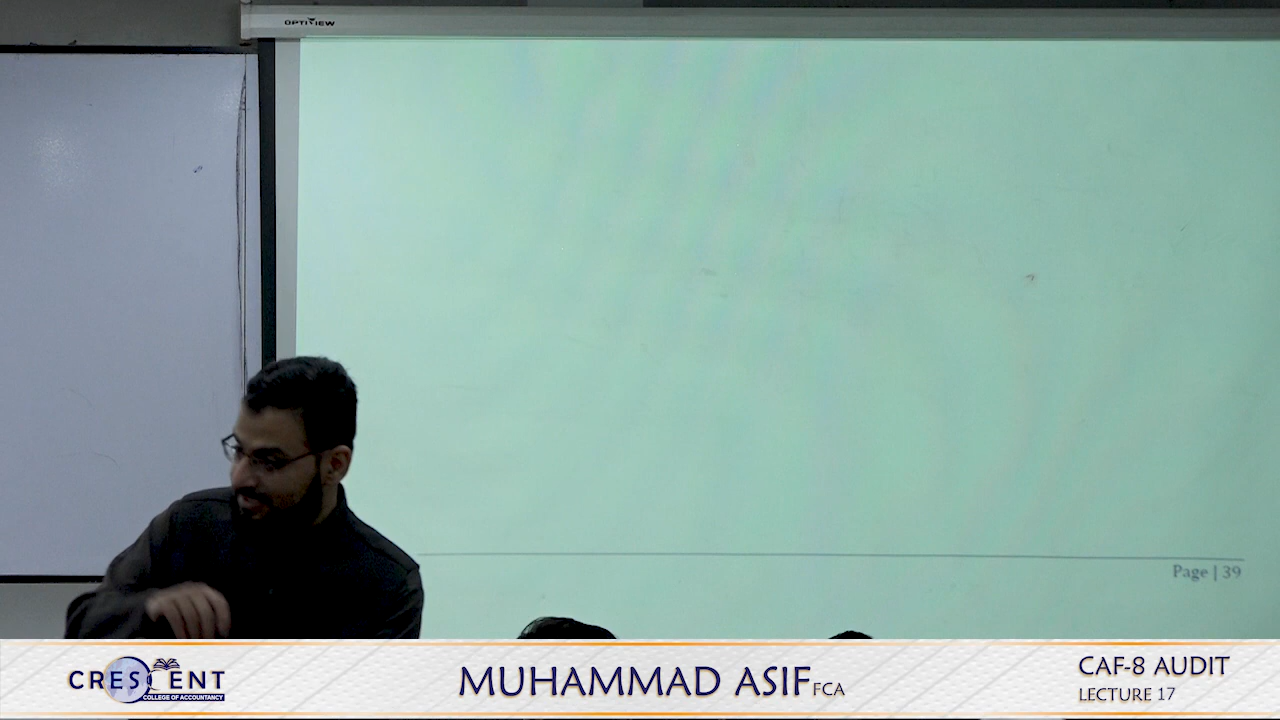 OPTIVIEW
Page | 39
CRESCENT
COLLEGE OF ACCOUNTANCY
MUHAMMAD ASIF FCA
CAF-8 AUDIT
LECTURE 17